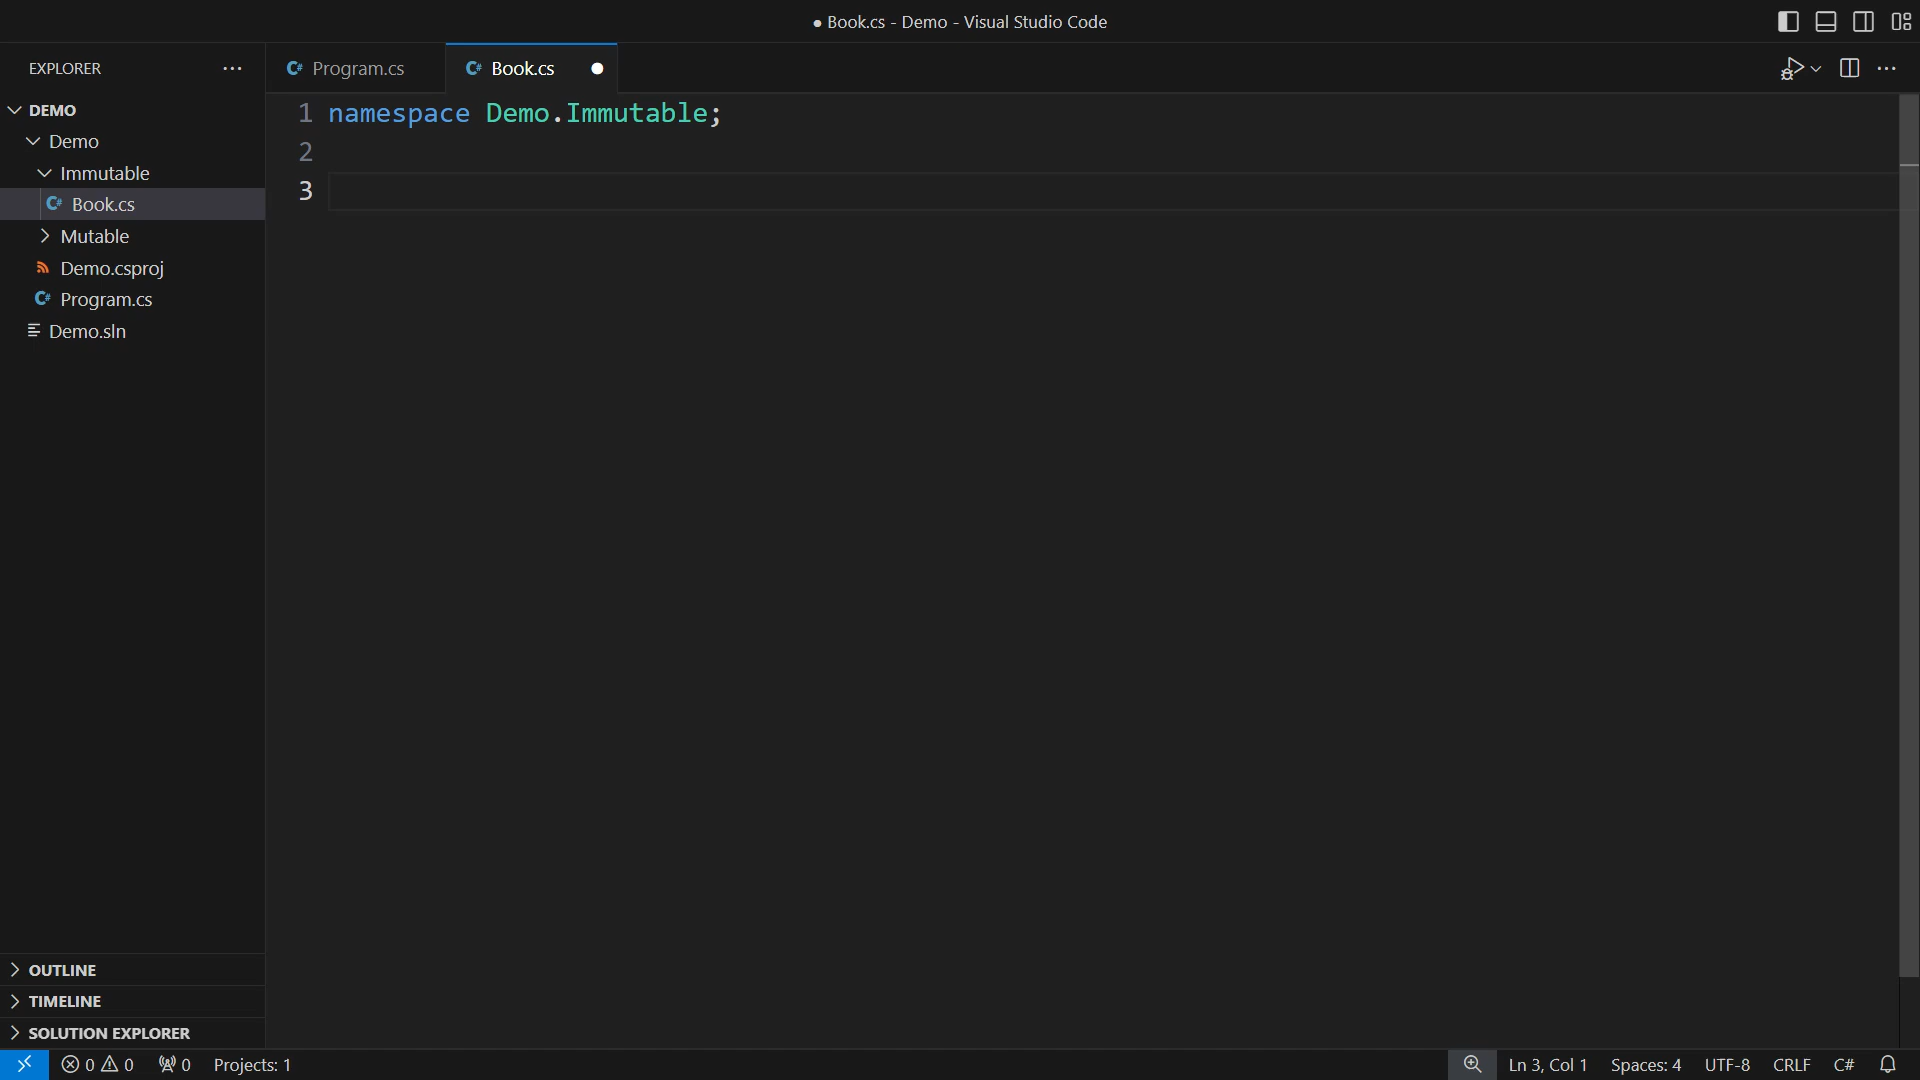 ● Book.cs - Demo - Visual Studio Code
EXPLORER
DEMO
Demo
Immutable
C# Book.cs
Mutable
Demo.csproj
C# Program.cs
Demo.sln
OUTLINE
TIMELINE
SOLUTION EXPLORER
C# Program.cs
C# Book.cs
1 namespace Demo.Immutable;
2
3
0 0 0 Projects: 1
Ln 3, Col 1 Spaces: 4 UTF-8 CRLF C#